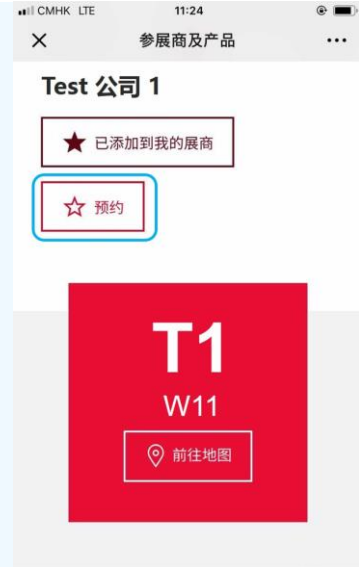 CMHK LTE 11:24
参展商及产品
Test 公司 1
已添加到我的展商
预约
T1
W11
前往地图